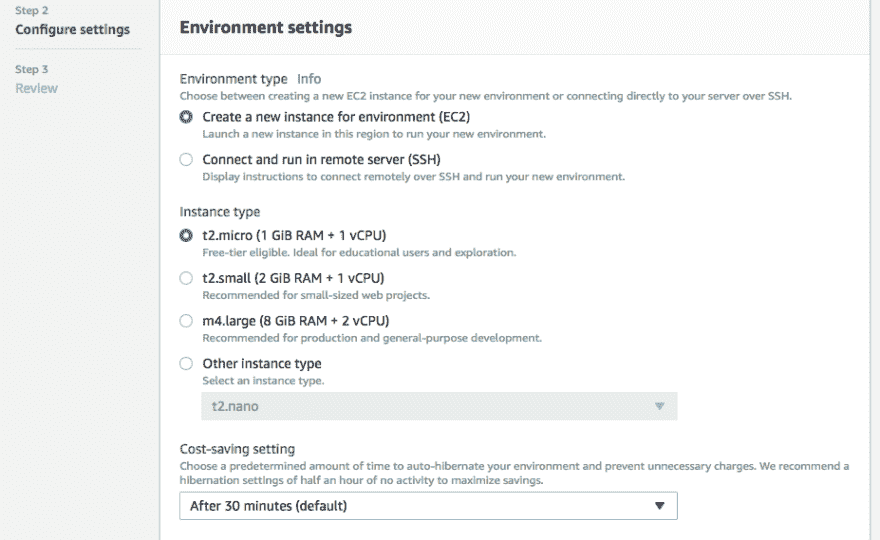 Step 2
Configure settings
Step 3
Review
Environment settings
Environment type Info
Choose between creating a new EC2 instance for your new environment or connecting directly to your server over SSH.
Create a new instance for environment (EC2)
Launch a new instance in this region to run your new environment.
Connect and run in remote server (SSH)
Display instructions to connect remotely over SSH and run your new environment.
Instance type
t2.micro (1 GiB RAM + 1 vCPU)
Free-tier eligible. Ideal for educational users and exploration.
t2.small (2 GiB RAM + 1 vCPU)
Recommended for small-sized web projects.
m4.large (8 GiB RAM + 2 vCPU)
Recommended for production and general-purpose development.
Other instance type
Select an instance type.
t2.nano
Cost-saving setting
Choose a predetermined amount of time to auto-hibernate your environment and prevent unnecessary charges. We recommend a
hibernation settings of half an hour of no activity to maximize savings.
After 30 minutes (default)